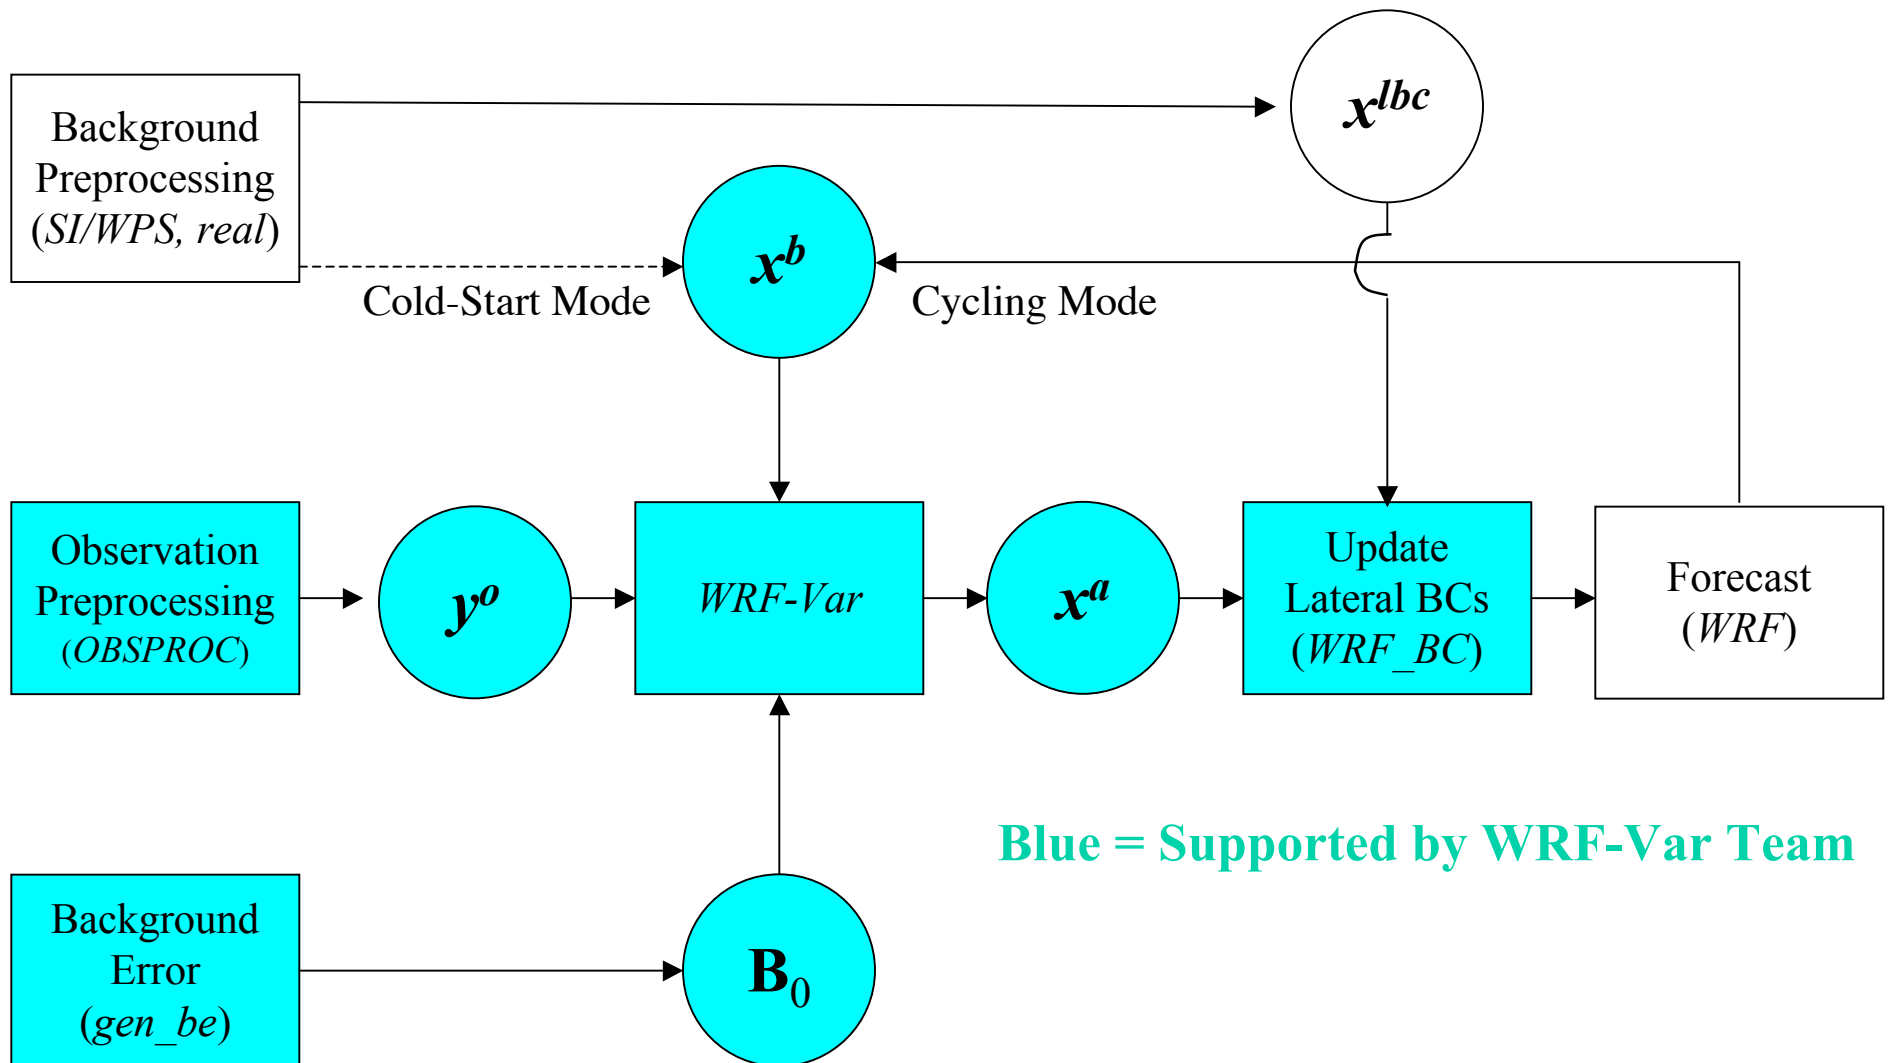 Background
Preprocessing
(SI/WPS, real)
x^lbc
x^b
Cold-Start Mode
Cycling Mode
Observation
Preprocessing
(OBSPROC)
y^o
WRF-Var
x^a
Update
Lateral BCs
(WRF_BC)
Forecast
(WRF)
Blue = Supported by WRF-Var Team
Background
Error
(gen_be)
B_0